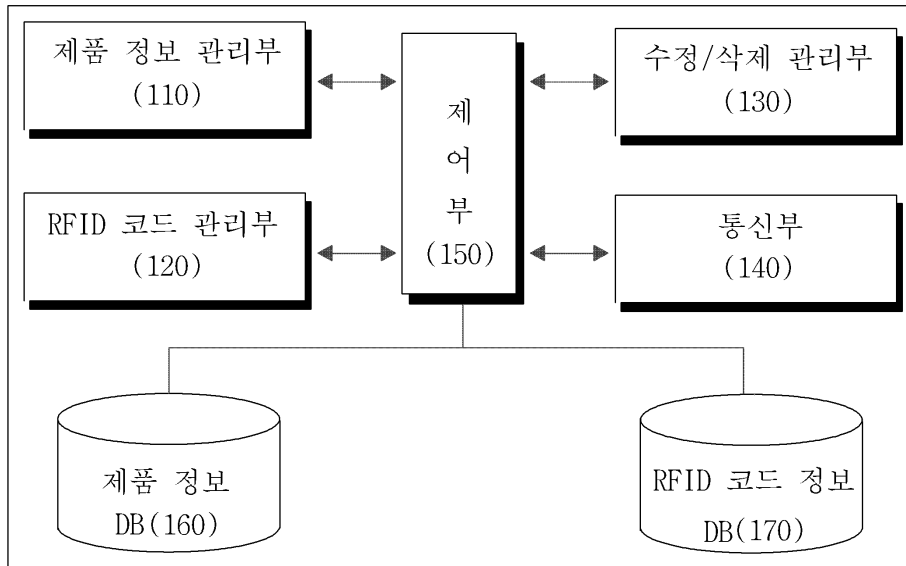 제품 정보 관리부
(110)
제
어
부
(150)
수정/삭제 관리부
(130)
RFID 코드 관리부
(120)
통신부
(140)
제품 정보
DB(160)
RFID 코드 정보
DB(170)